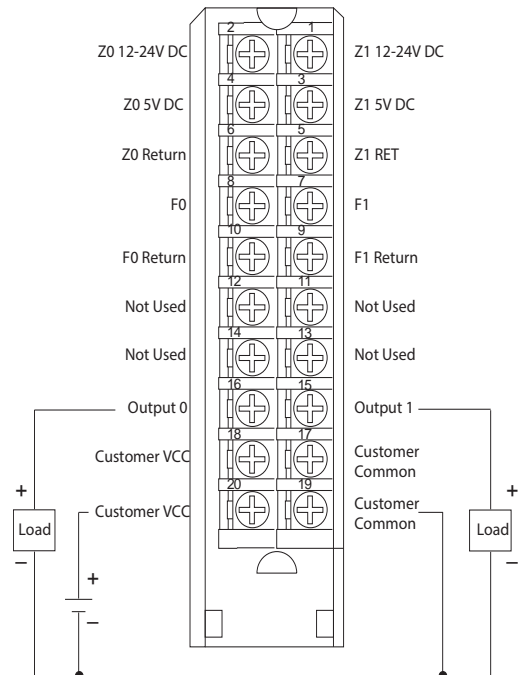 2 1
Z0 12-24V DC Z1 12-24V DC
4 3
Z0 5V DC Z1 5V DC
6 5
Z0 Return Z1 RET
8 7
F0 F1
10 9
F0 Return F1 Return
12 11
Not Used Not Used
14 13
Not Used Not Used
16 15
Output 0 Output 1
18 17
Customer VCC Customer
Common
20 19
Customer VCC Customer
Common
+ +
Load Load
– –
+
–